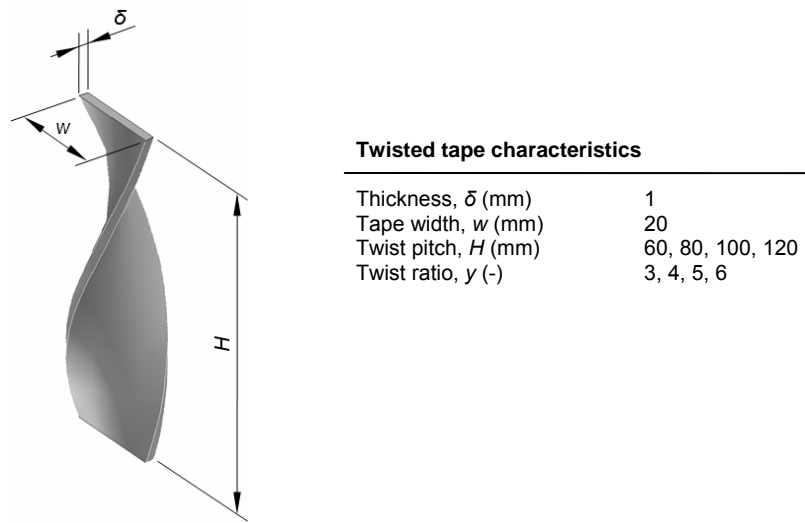 δ
w
H
Twisted tape characteristics
Thickness, δ (mm) 1
Tape width, w (mm) 20
Twist pitch, H (mm) 60, 80, 100, 120
Twist ratio, y (-) 3, 4, 5, 6